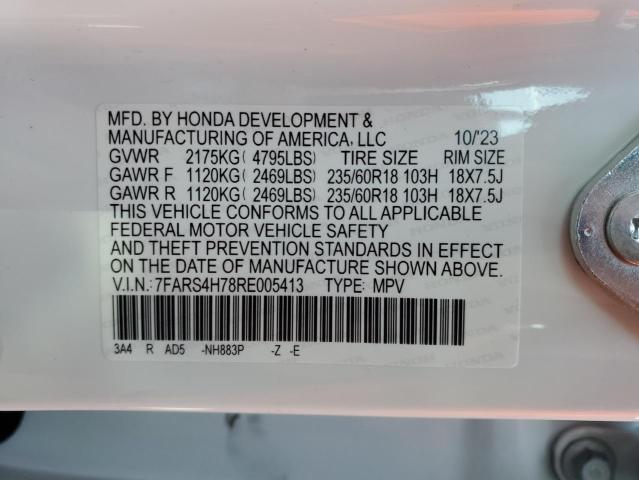 MFD. BY HONDA DEVELOPMENT &
MANUFACTURING OF AMERICA, LLC 10/'23
GVWR 2175KG( 4795LBS) TIRE SIZE RIM SIZE
GAWR F 1120KG( 2469LBS) 235/60R18 103H 18X7.5J
GAWR R 1120KG( 2469LBS) 235/60R18 103H 18X7.5J
THIS VEHICLE CONFORMS TO ALL APPLICABLE
FEDERAL MOTOR VEHICLE SAFETY
AND THEFT PREVENTION STANDARDS IN EFFECT
ON THE DATE OF MANUFACTURE SHOWN ABOVE.
V.I.N.:7FARS4H78RE005413 TYPE: MPV
3A4 R AD5 -NH883P -Z -E